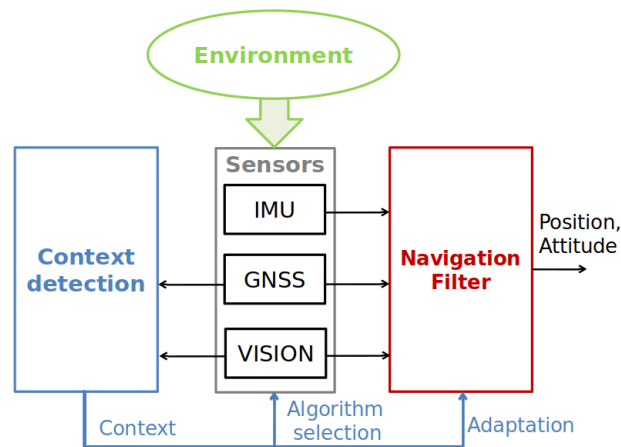 Environment
Sensors
IMU
GNSS
VISION
Context
detection
Navigation
Filter
Position,
Attitude
Context
Algorithm
selection
Adaptation